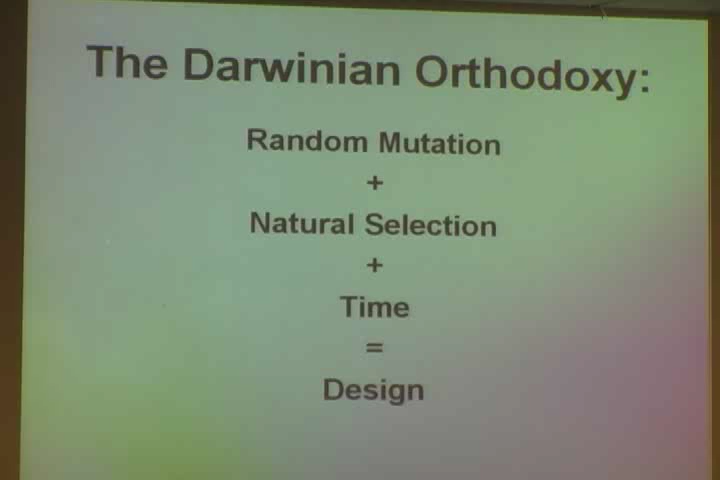 The Darwinian Orthodoxy:
Random Mutation
+
Natural Selection
+
Time
=
Design